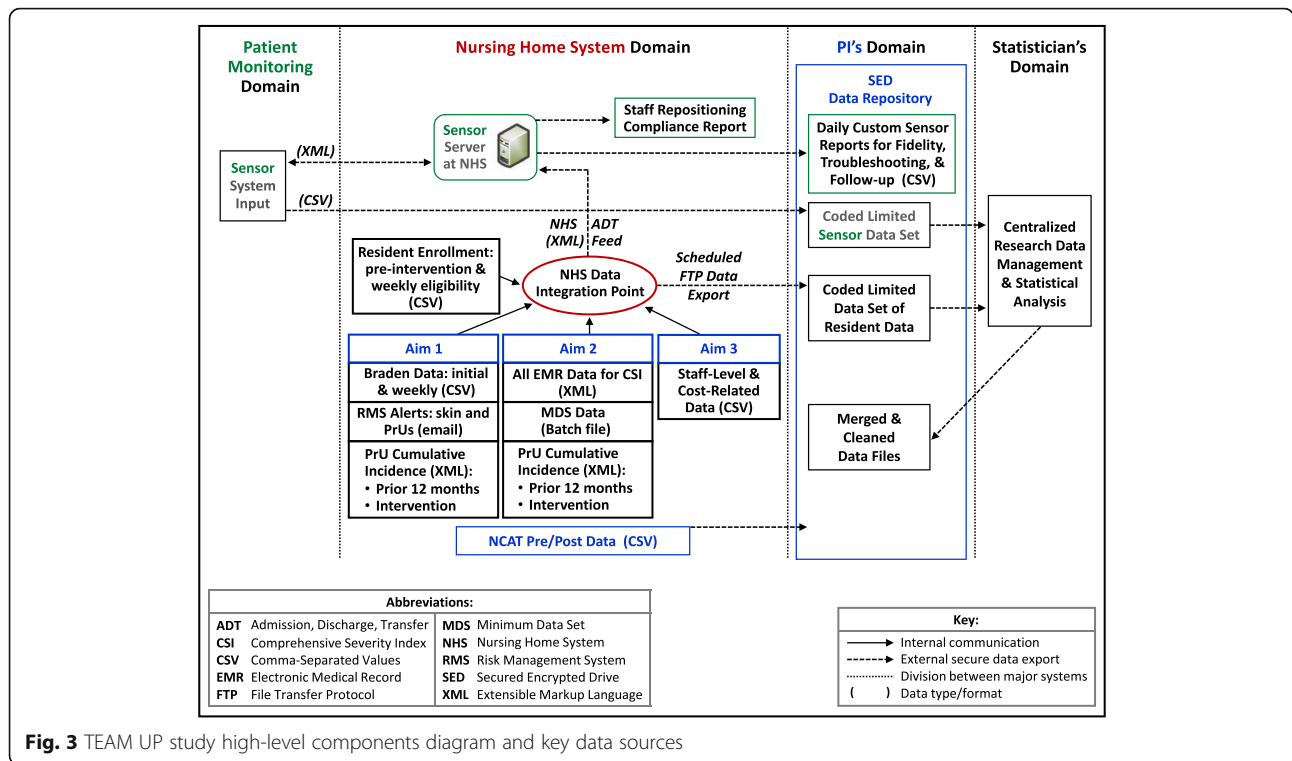 Patient
Monitoring
Domain
Nursing Home System Domain
PI's Domain
Statistician's
Domain
SED
Data Repository
Staff Repositioning
Compliance Report
Sensor
Server
at NHS
Daily Custom Sensor
Reports for Fidelity,
Troubleshooting, &
Follow-up (CSV)
(XML)
Sensor
System
Input
(CSV)
Coded Limited
Sensor Data Set
Centralized
Research Data
Management
& Statistical
Analysis
NHS ADT
(XML) Feed
Resident Enrollment:
pre-intervention &
weekly eligibility
(CSV)
NHS Data
Integration Point
Scheduled
FTP Data
Export
Coded Limited
Data Set of
Resident Data
Aim 1
Braden Data: initial
& weekly (CSV)
RMS Alerts: skin and
PrUs (email)
PrU Cumulative
Incidence (XML):
• Prior 12 months
• Intervention
Aim 2
All EMR Data for CSI
(XML)
MDS Data
(Batch file)
PrU Cumulative
Incidence (XML):
• Prior 12 months
• Intervention
Aim 3
Staff-Level &
Cost-Related
Data (CSV)
Merged &
Cleaned
Data Files
NCAT Pre/Post Data (CSV)
Abbreviations:
ADT Admission, Discharge, Transfer
CSI Comprehensive Severity Index
CSV Comma-Separated Values
EMR Electronic Medical Record
FTP File Transfer Protocol
MDS Minimum Data Set
NHS Nursing Home System
RMS Risk Management System
SED Secured Encrypted Drive
XML Extensible Markup Language
Key:
Internal communication
External secure data export
Division between major systems
( ) Data type/format
Fig. 3 TEAM UP study high-level components diagram and key data sources